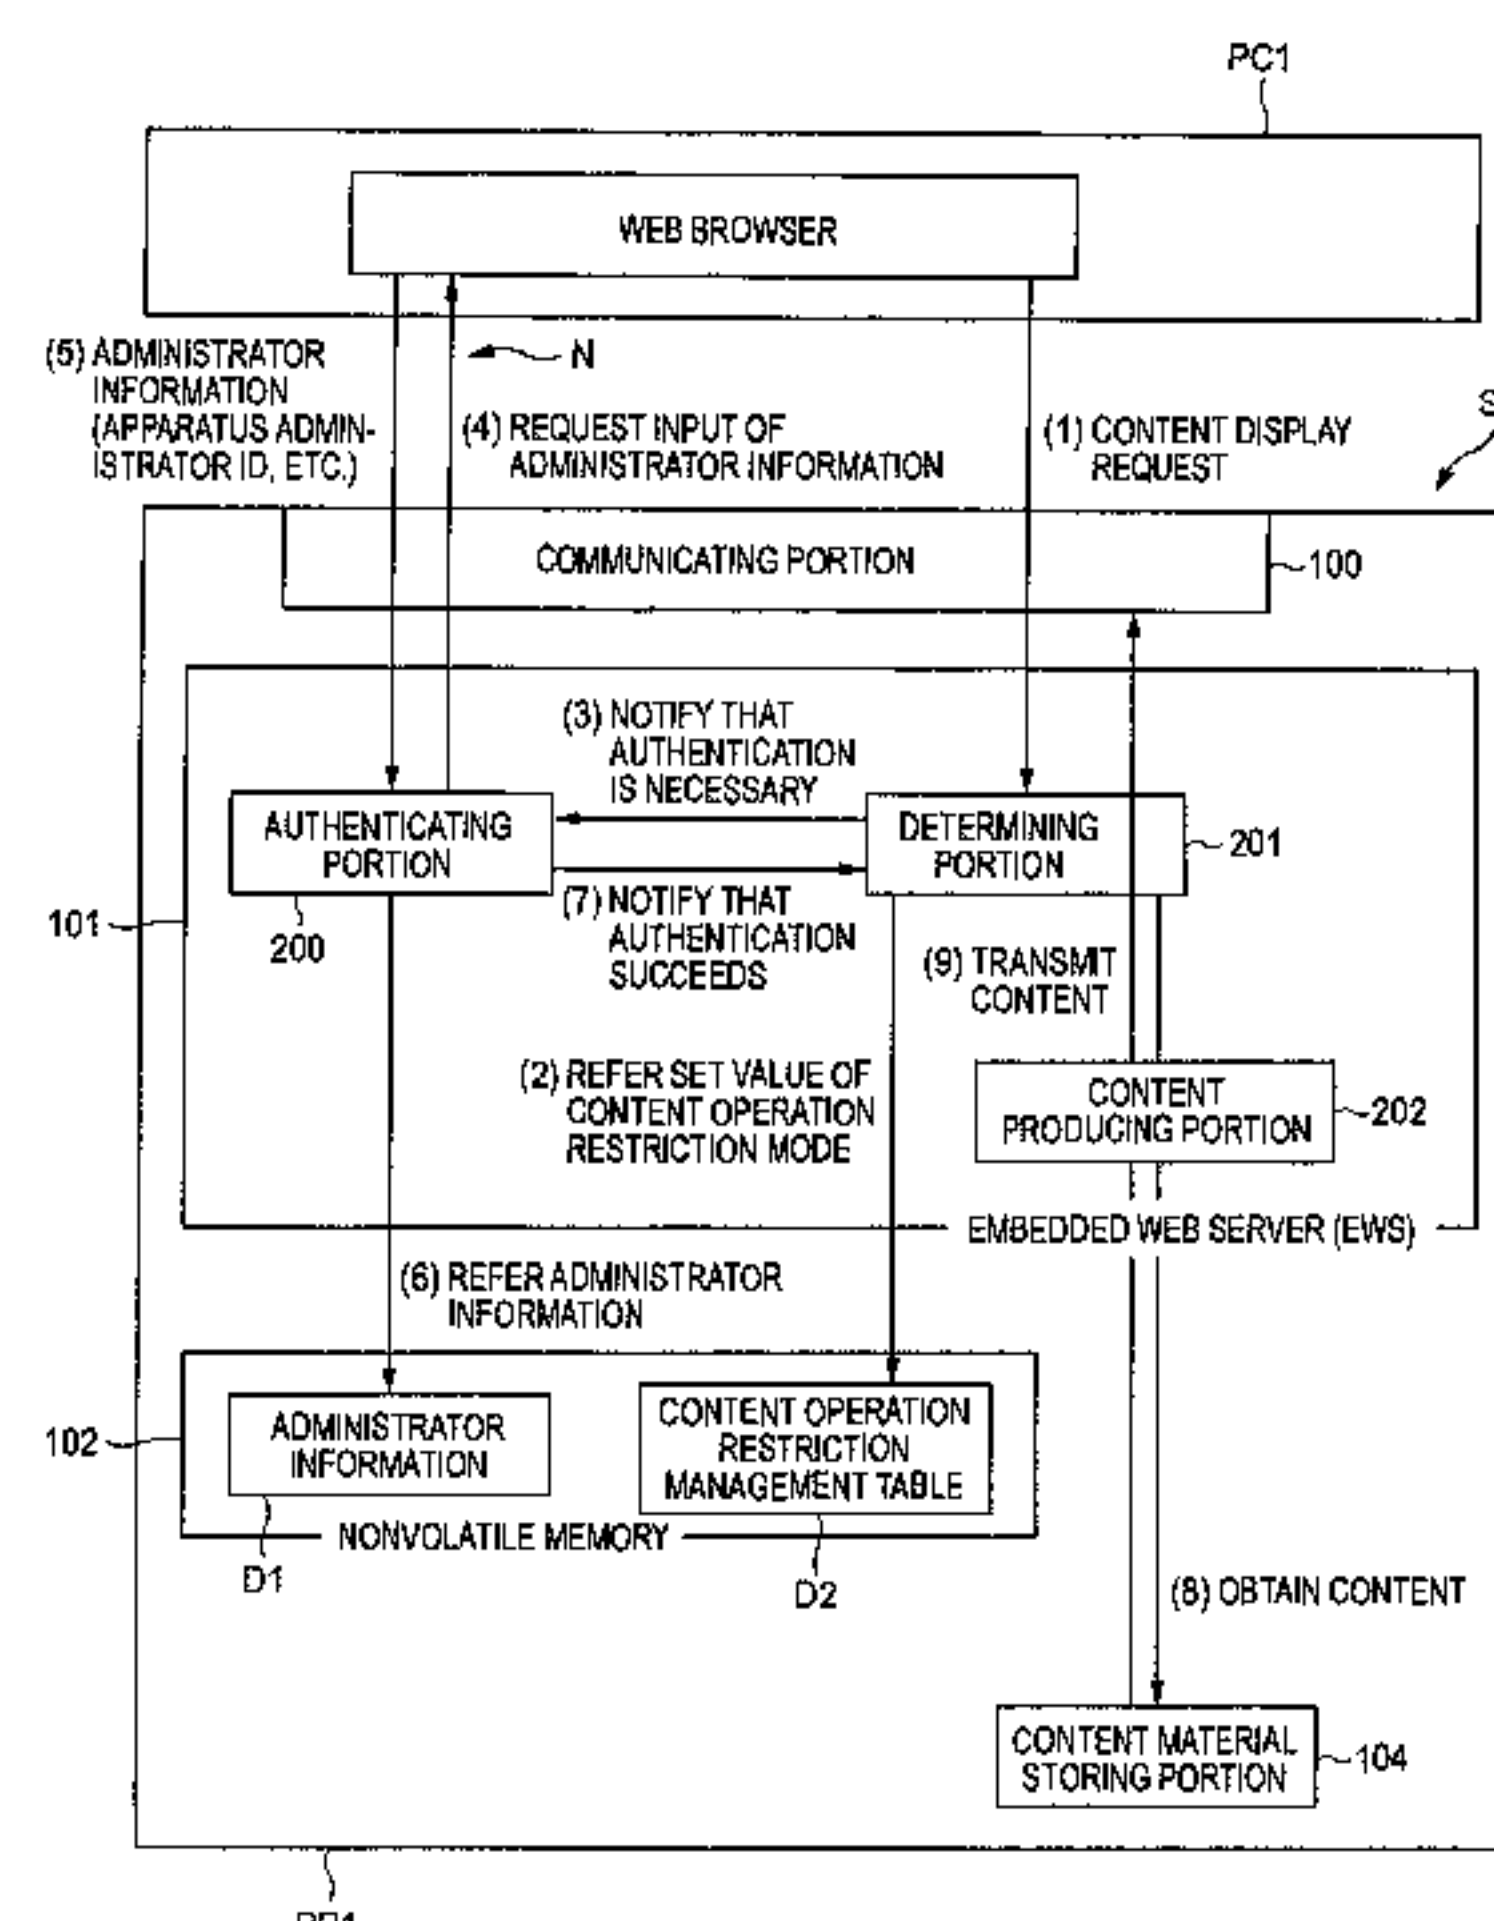 PC1
WEB BROWSER
(5) ADMINISTRATOR
INFORMATION
(APPARATUS ADMIN-
ISTRATOR ID, ETC.)
N
(4) REQUEST INPUT OF
ADMINISTRATOR INFORMATION
(1) CONTENT DISPLAY
REQUEST
S
COMMUNICATING PORTION
100
(3) NOTIFY THAT
AUTHENTICATION
IS NECESSARY
AUTHENTICATING
PORTION
DETERMINING
PORTION
201
101
200
(7) NOTIFY THAT
AUTHENTICATION
SUCCEEDS
(9) TRANSMIT
CONTENT
(2) REFER SET VALUE OF
CONTENT OPERATION
RESTRICTION MODE
CONTENT
PRODUCING PORTION
202
EMBEDDED WEB SERVER (EWS)
(6) REFER ADMINISTRATOR
INFORMATION
102
ADMINISTRATOR
INFORMATION
CONTENT OPERATION
RESTRICTION
MANAGEMENT TABLE
NONVOLATILE MEMORY
D1
D2
(8) OBTAIN CONTENT
CONTENT MATERIAL
STORING PORTION
104